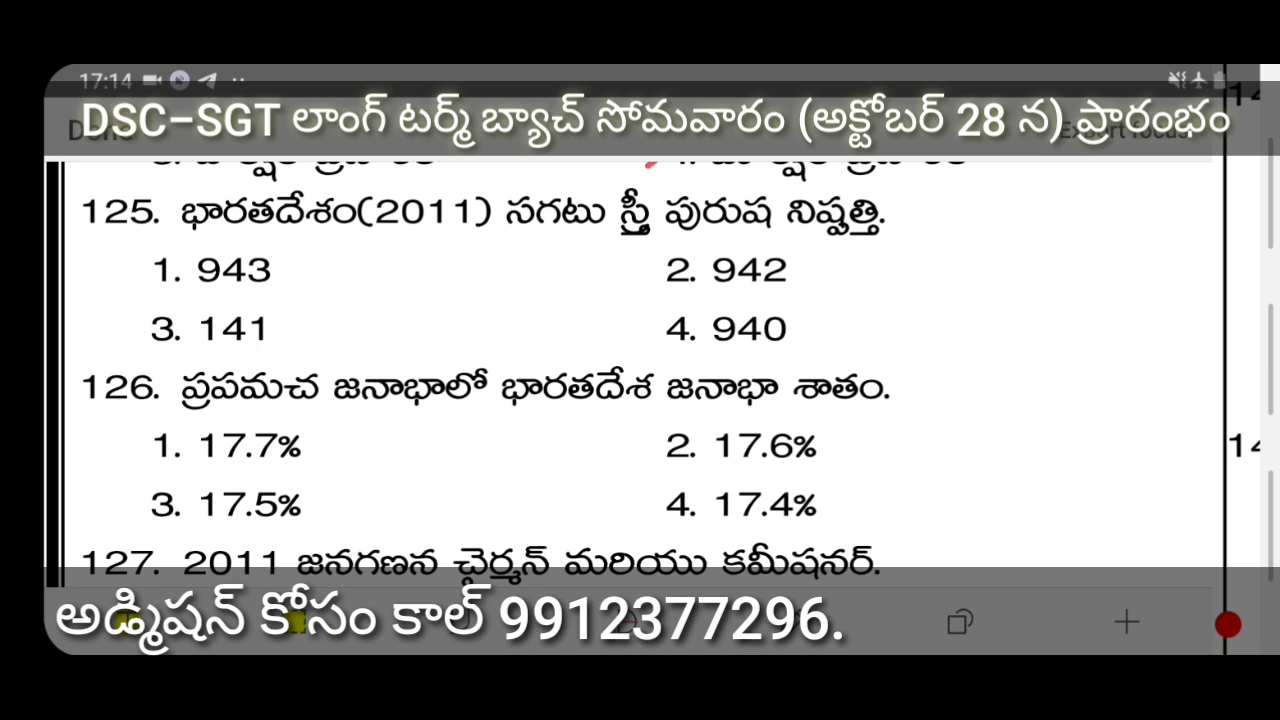 17:14
DSC-SGT లాంగ్ టర్మ్ బ్యాచ్ సోమవారం (అక్టోబర్ 28 న) ప్రారంభం
125. భారతదేశం(2011) సగటు స్త్రీ పురుష నిష్పత్తి.
1. 943 2. 942
3. 141 4. 940
126. ప్రపమచ జనాభాలో భారతదేశ జనాభా శాతం.
1. 17.7% 2. 17.6%
3. 17.5% 4. 17.4%
127. 2011 జనగణన చైర్మన్ మరియు కమీషనర్.
అడ్మిషన్ కోసం కాల్ 9912377296.